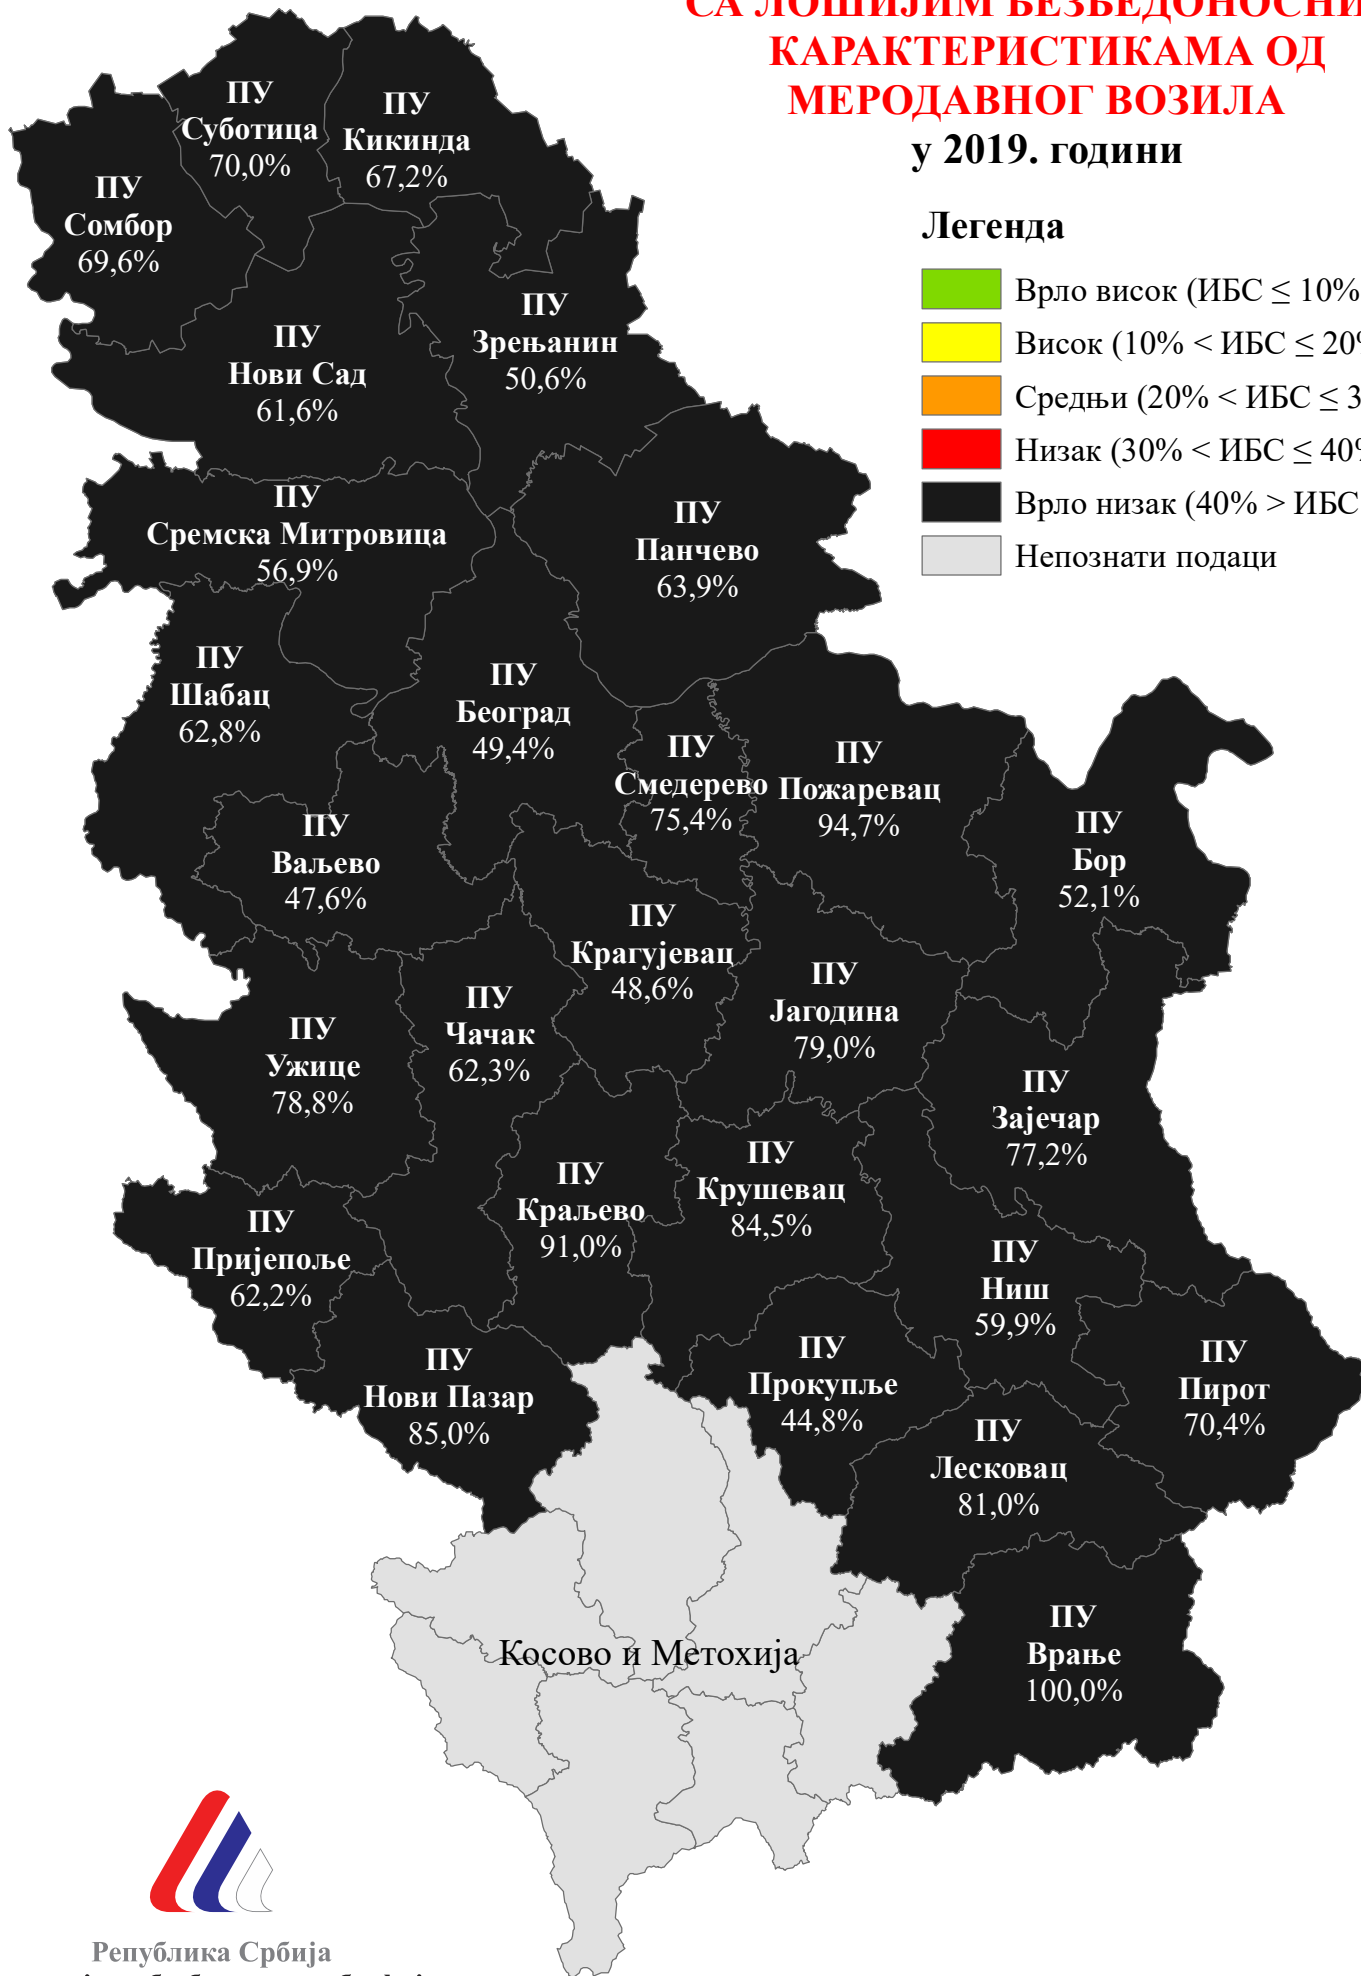 СА ЛОШИЈИМ БЕЗБЕДОНОСНИ
КАРАКТЕРИСТИКАМА ОД
МЕРОДАВНОГ ВОЗИЛА
у 2019. години
Легенда
Врло висок (ИБС ≤ 10%
Висок (10% < ИБС ≤ 20%
Средњи (20% < ИБС ≤ 3
Низак (30% < ИБС ≤ 40%
Врло низак (40% > ИБС
Непознати подаци
ПУ
Суботица
70,0%
ПУ
Кикинда
67,2%
ПУ
Сомбор
69,6%
ПУ
Зрењанин
50,6%
ПУ
Нови Сад
61,6%
ПУ
Сремска Митровица
56,9%
ПУ
Панчево
63,9%
ПУ
Шабац
62,8%
ПУ
Београд
49,4%
ПУ
Смедерево
75,4%
ПУ
Пожаревац
94,7%
ПУ
Бор
52,1%
ПУ
Ваљево
47,6%
ПУ
Крагујевац
48,6%
ПУ
Јагодина
79,0%
ПУ
Чачак
62,3%
ПУ
Ужице
78,8%
ПУ
Зајечар
77,2%
ПУ
Крушевац
84,5%
ПУ
Краљево
91,0%
ПУ
Пријепоље
62,2%
ПУ
Ниш
59,9%
ПУ
Прокупље
44,8%
ПУ
Пирот
70,4%
ПУ
Нови Пазар
85,0%
ПУ
Лесковац
81,0%
ПУ
Врање
100,0%
Косово и Метохија
Република Србија